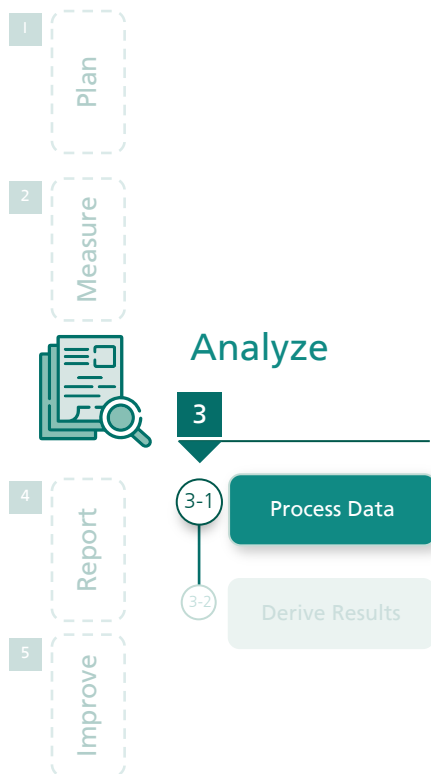 1
Plan
2
Measure
Analyze
3
3-1
Process Data
3-2
Derive Results
4
Report
5
Improve